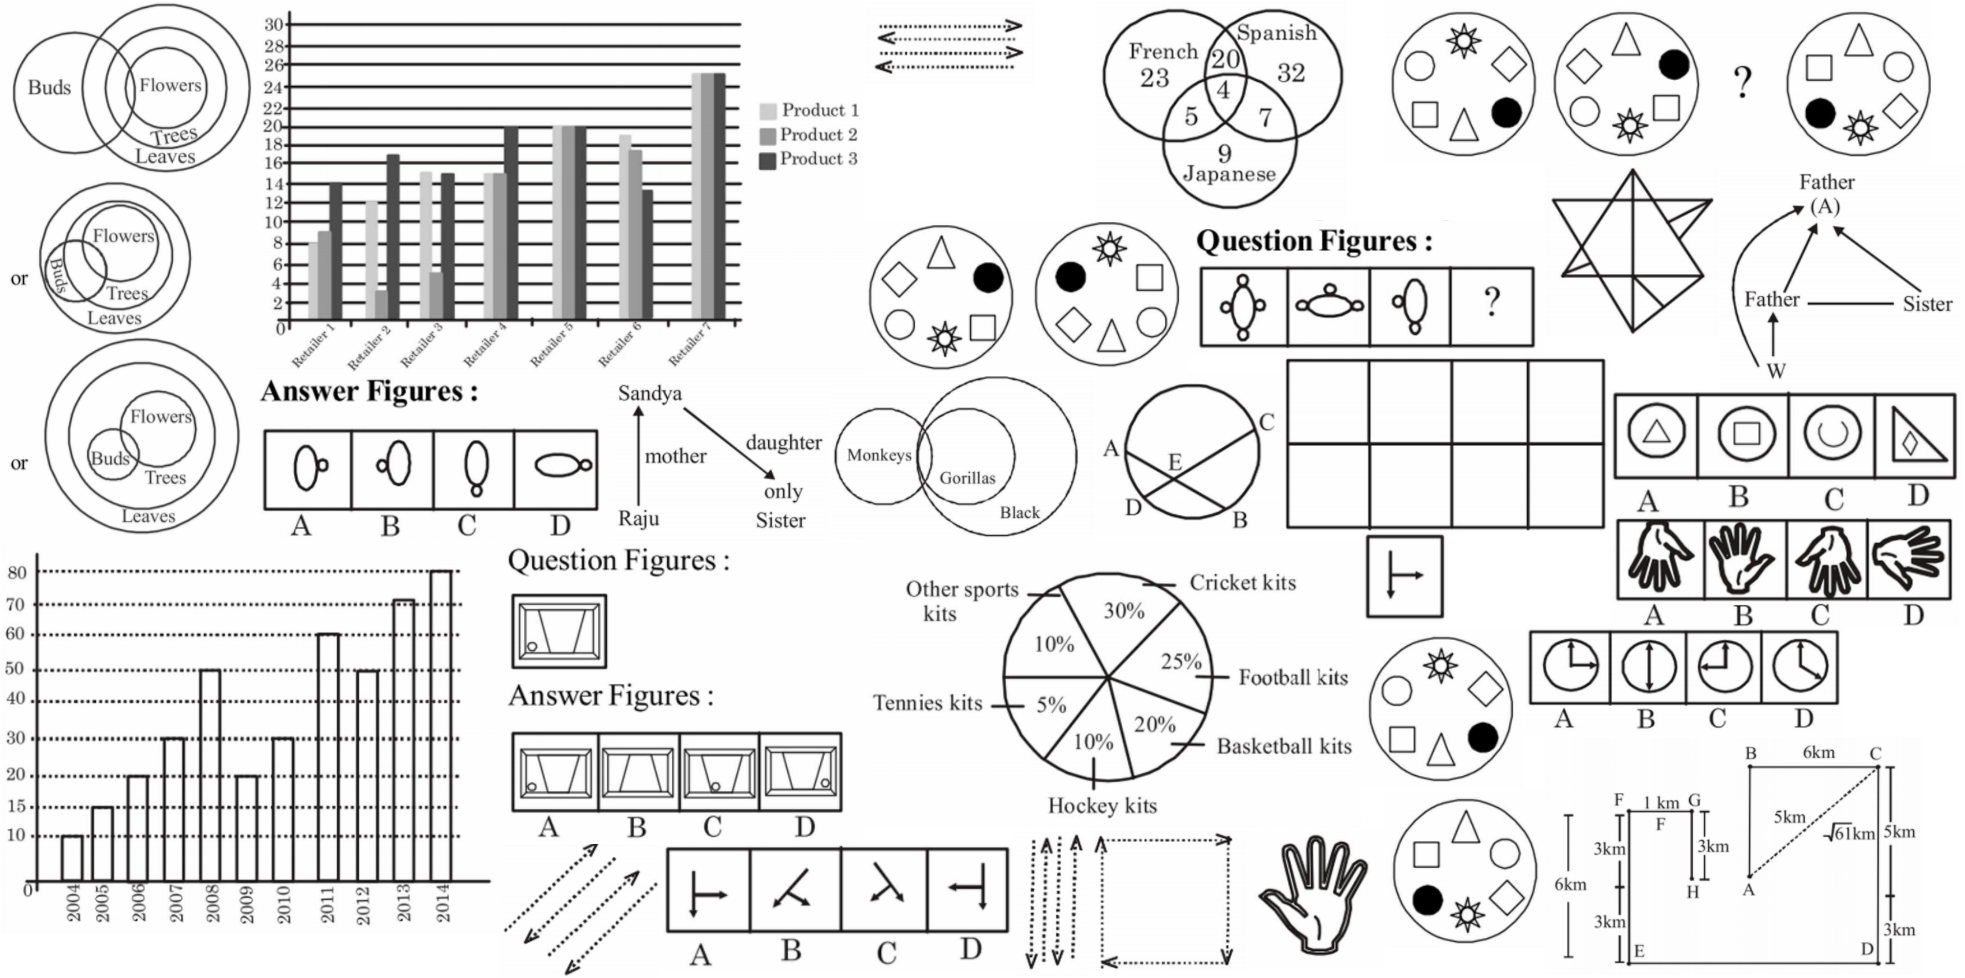 Buds
Flowers
Trees
Leaves
or
Flowers
Buds
Trees
Leaves
or
Flowers
Buds
Trees
Leaves
30
28
26
24
22
20
18
16
14
12
10
8
6
4
2
0
Retailer 1
Retailer 2
Retailer 3
Retailer 4
Retailer 5
Retailer 6
Retailer 7
Product 1
Product 2
Product 3
French
23
Spanish
32
20
4
5
7
9
Japanese
?
Father
(A)
Father
Sister
W
Question Figures :
?
Answer Figures :
A B C D
Sandya
mother
daughter
only
Sister
Raju
Monkeys
Gorillas
Black
A
C
E
D
B
A B C D
A B C D
A B C D
80
70
60
50
40
30
20
15
10
0
2004
2005
2006
2007
2008
2009
2010
2011
2012
2013
2014
Question Figures :
Answer Figures :
A B C D
A B C D
Other sports
kits
Cricket kits
30%
10%
25%
Football kits
Tennies kits
5%
20%
10%
Basketball kits
Hockey kits
B 6km C
5km
√61km
5km
A
F 1 km G
F
3km
3km
6km
H
3km
3km
E
D